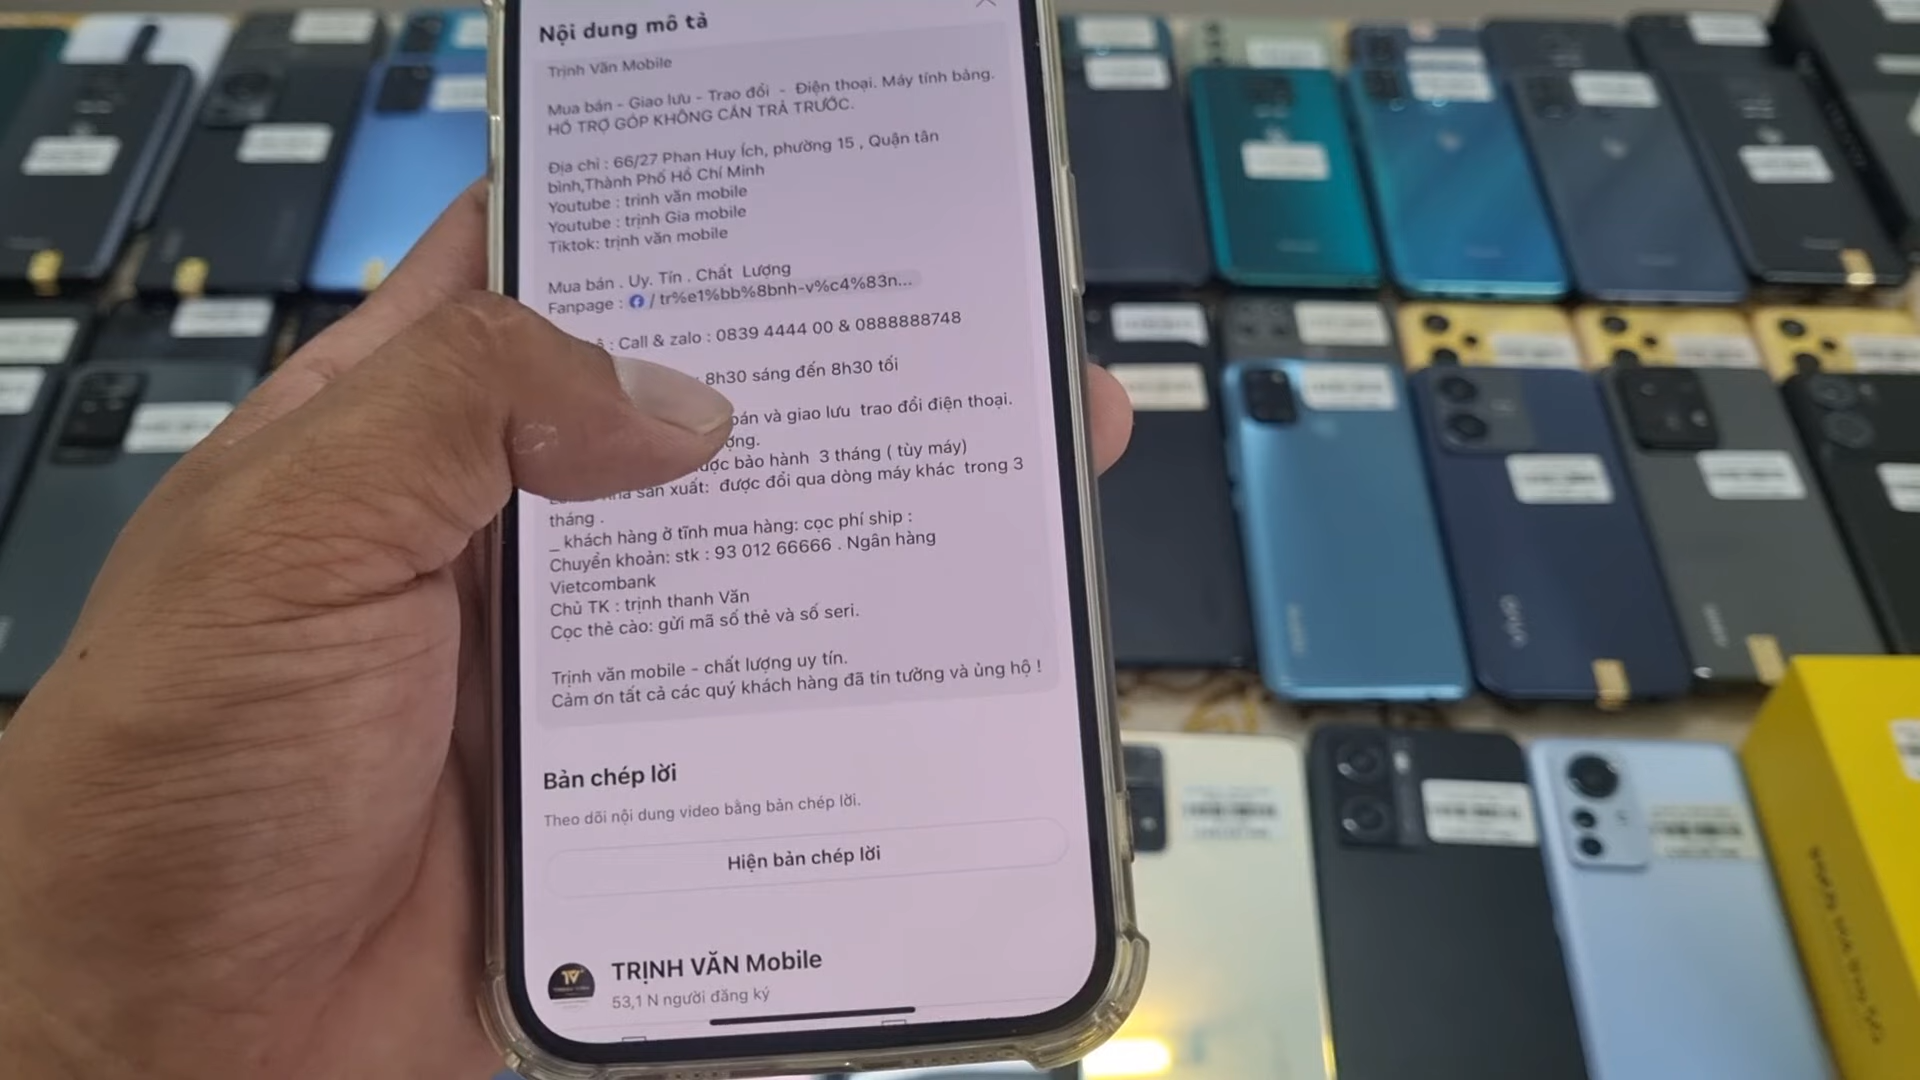 Nội dung mô tả
Trịnh Văn Mobile
Mua bán - Giao lưu - Trao đổi - Điện thoại. Máy tính bảng.
HỖ TRỢ GÓP KHÔNG CẦN TRẢ TRƯỚC.
Địa chỉ : 66/27 Phan Huy Ích, phường 15 , Quận tân
bình,Thành Phố Hồ Chí Minh
Youtube : trinh văn mobile
Youtube : trịnh Gia mobile
Tiktok: trịnh văn mobile
Mua bán . Uy. Tín . Chất Lượng
Fanpage : / tr%e1%bb%8bnh-v%c4%83n...
: Call & zalo : 0839 4444 00 & 0888888748
8h30 sáng đến 8h30 tối
bán và giao lưu trao đổi điện thoại.
bảo hành 3 tháng ( tùy máy)
sản xuất: được đổi qua dòng máy khác trong 3
tháng .
_ khách hàng ở tĩnh mua hàng: cọc phí ship :
Chuyển khoản: stk : 93 012 66666 . Ngân hàng
Vietcombank
Chủ TK : trịnh thanh Văn
Cọc thẻ cào: gửi mã số thẻ và số seri.
Trịnh văn mobile - chất lượng uy tín.
Cảm ơn tất cả các quý khách hàng đã tin tưởng và ủng hộ !
Bản chép lời
Theo dõi nội dung video bằng bản chép lời.
Hiện bản chép lời
TRỊNH VĂN Mobile
53,1 N người đăng ký